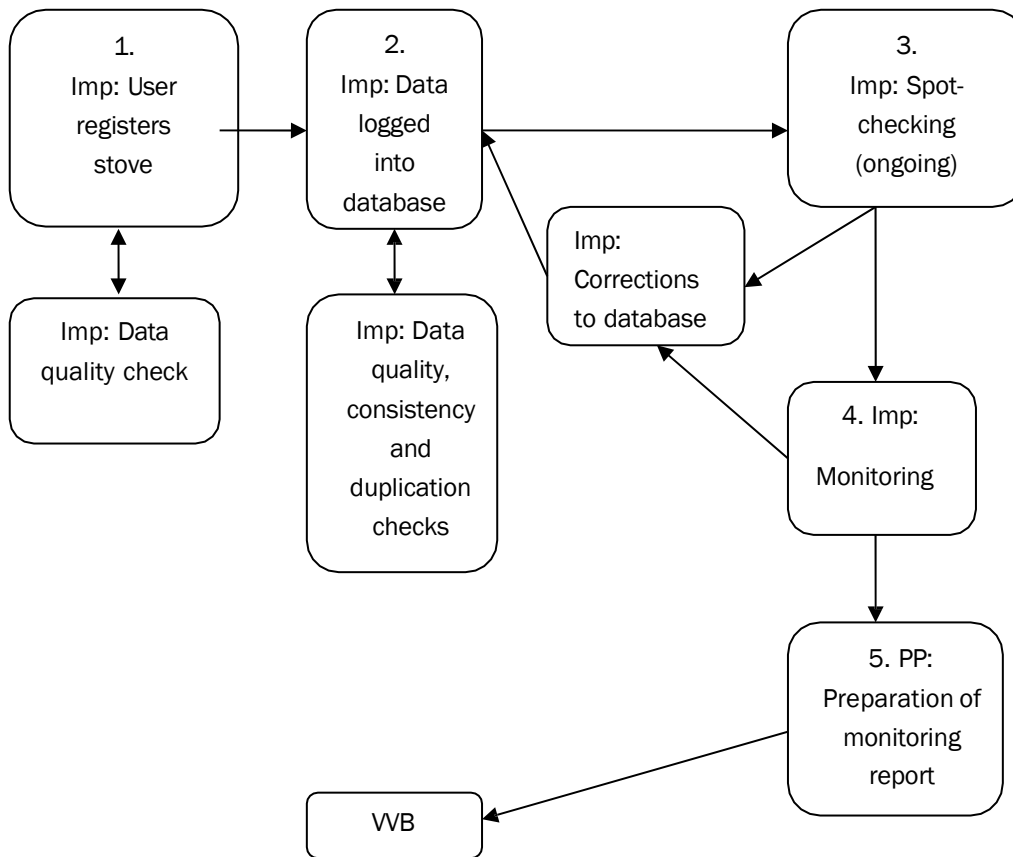 1.
Imp: User
registers
stove
2.
Imp: Data
logged
into
database
3.
Imp: Spot-
checking
(ongoing)
Imp:
Corrections
to database
Imp: Data
quality check
Imp: Data
quality,
consistency
and
duplication
checks
4. Imp:
Monitoring
5. PP:
Preparation of
monitoring
report
VVB